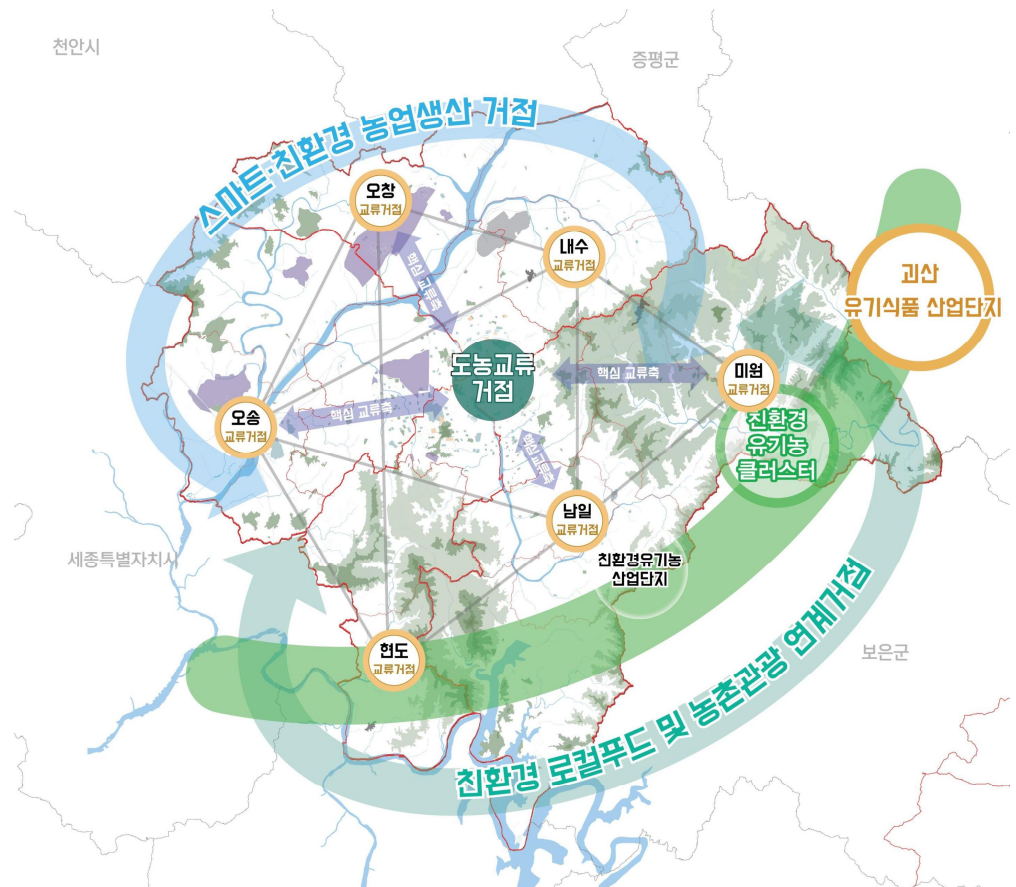 천안시
증평군
스마트·친환경 농업생산 거점
오창
교류거점
내수
교류거점
핵심 교류축
괴산
유기식품 산업단지
도농교류
거점
핵심 교류축
미원
교류거점
핵심 교류축
오송
교류거점
친환경
유기농
클러스터
핵심 교류축
남일
교류거점
세종특별자치시
친환경유기농
산업단지
현도
교류거점
보은군
친환경 로컬푸드 및 농촌관광 연계거점